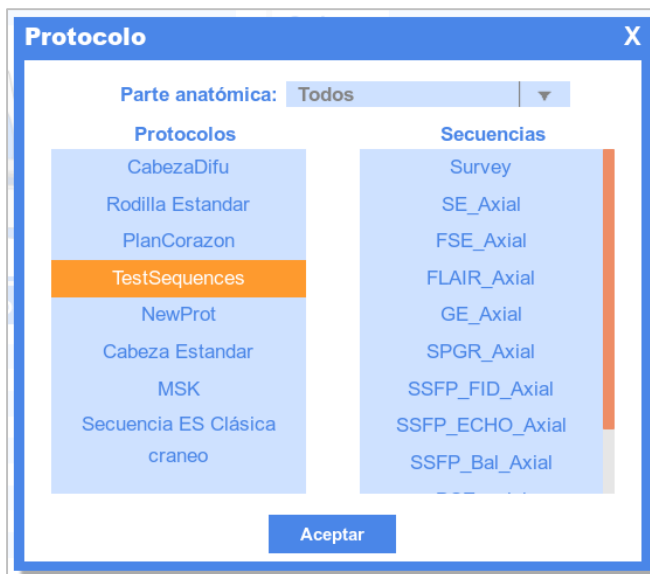 Protocolo X
Parte anatómica: Todos
Protocolos
CabezaDifu
Rodilla Estandar
PlanCorazon
TestSequences
NewProt
Cabeza Estandar
MSK
Secuencia ES Clásica
craneo
Secuencias
Survey
SE_Axial
FSE_Axial
FLAIR_Axial
GE_Axial
SPGR_Axial
SSFP_FID_Axial
SSFP_ECHO_Axial
SSFP_Bal_Axial
Aceptar